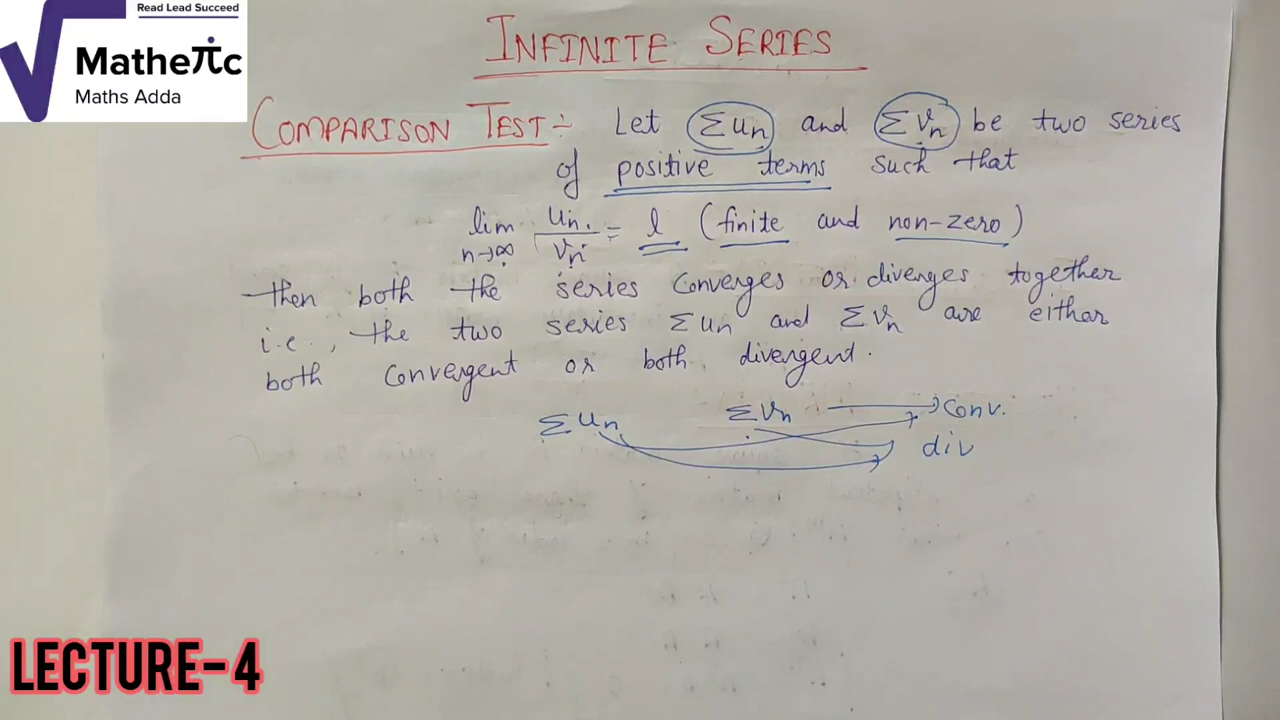 Read Lead Succeed
Matheπc
Maths Adda
INFINITE SERIES
COMPARISON TEST :- Let Σun and Σvn be two series
of positive terms such that
lim n→∞ un/vn = l (finite and non-zero)
then both the series converges or diverges together
i.e., the two series Σun and Σvn are either
both convergent or both divergent.
Σun Σvn → conv.
div
LECTURE-4